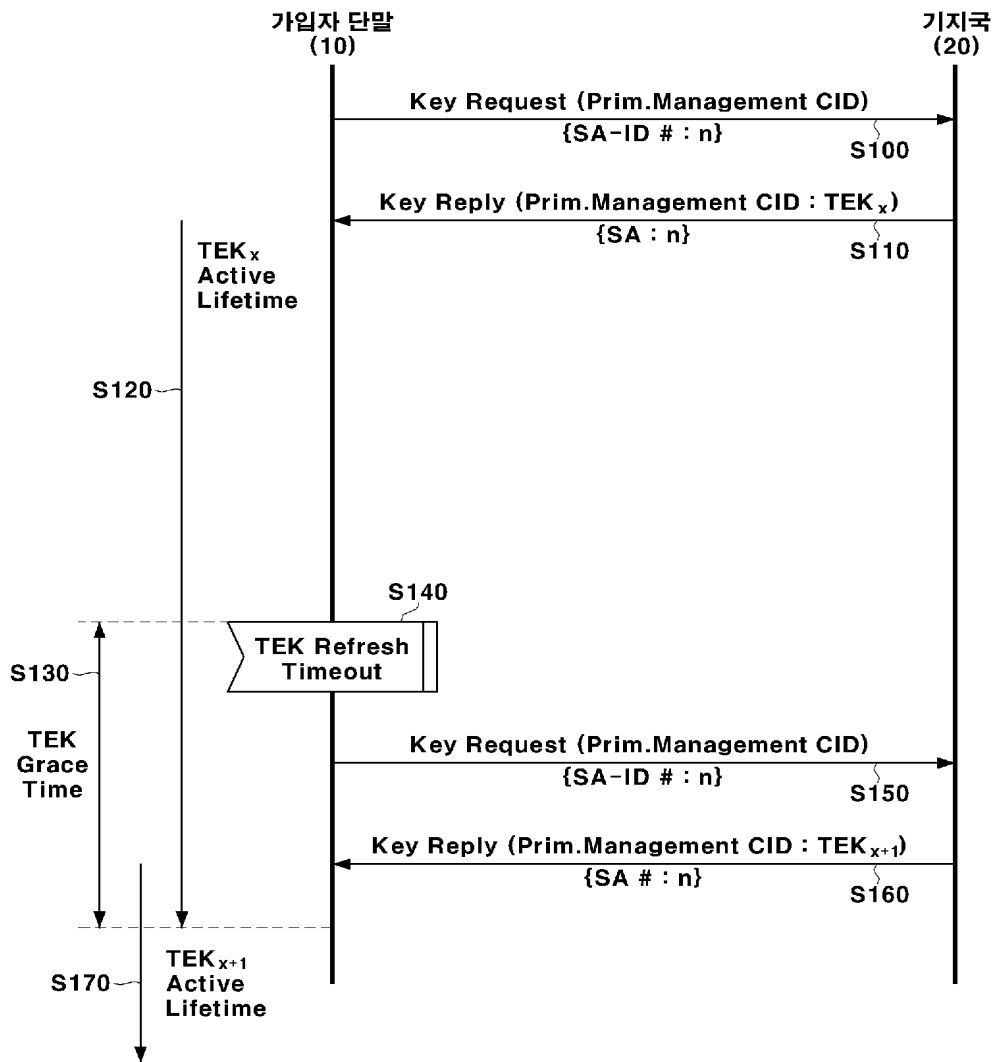 가입자 단말
(10)
기지국
(20)
Key Request (Prim.Management CID)
{SA-ID # : n}
S100
Key Reply (Prim.Management CID : TEKₓ)
{SA : n}
S110
TEKₓ
Active
Lifetime
S120
S140
TEK Refresh
Timeout
S130
TEK
Grace
Time
Key Request (Prim.Management CID)
{SA-ID # : n}
S150
Key Reply (Prim.Management CID : TEKₓ₊₁)
{SA # : n}
S160
TEKₓ₊₁
Active
Lifetime
S170